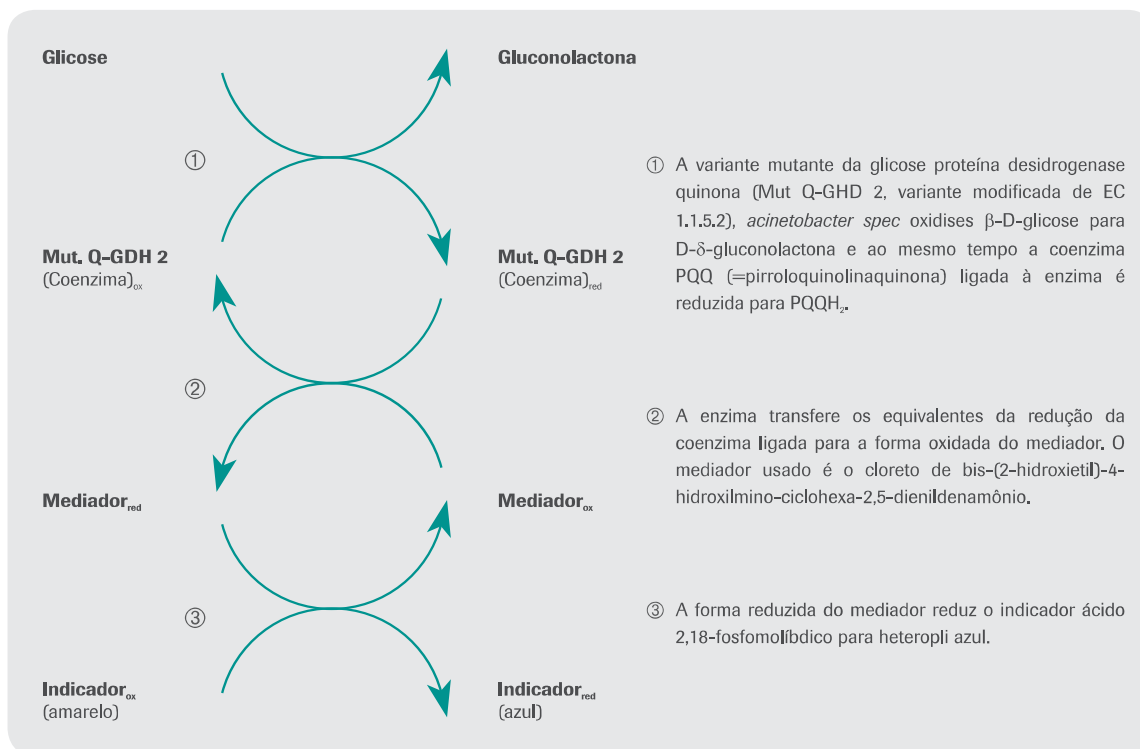 Glicose
Gluconolactona
①
① A variante mutante da glicose proteína desidrogenase
quinona (Mut Q-GHD 2, variante modificada de EC
1.1.5.2), acinetobacter spec oxidises β-D-glicose para
D-δ-gluconolactona e ao mesmo tempo a coenzima
PQQ (=pirroloquinolinaquinona) ligada à enzima é
reduzida para PQQH₂.
Mut. Q-GDH 2
(Coenzima)ox
Mut. Q-GDH 2
(Coenzima)red
②
② A enzima transfere os equivalentes da redução da
coenzima ligada para a forma oxidada do mediador. O
mediador usado é o cloreto de bis-(2-hidroxietil)-4-
hidroxilmino-ciclohexa-2,5-dienildenamônio.
Mediadorred
Mediadorox
③
③ A forma reduzida do mediador reduz o indicador ácido
2,18-fosfomolíbdico para heteropli azul.
Indicadorox
(amarelo)
Indicadorred
(azul)